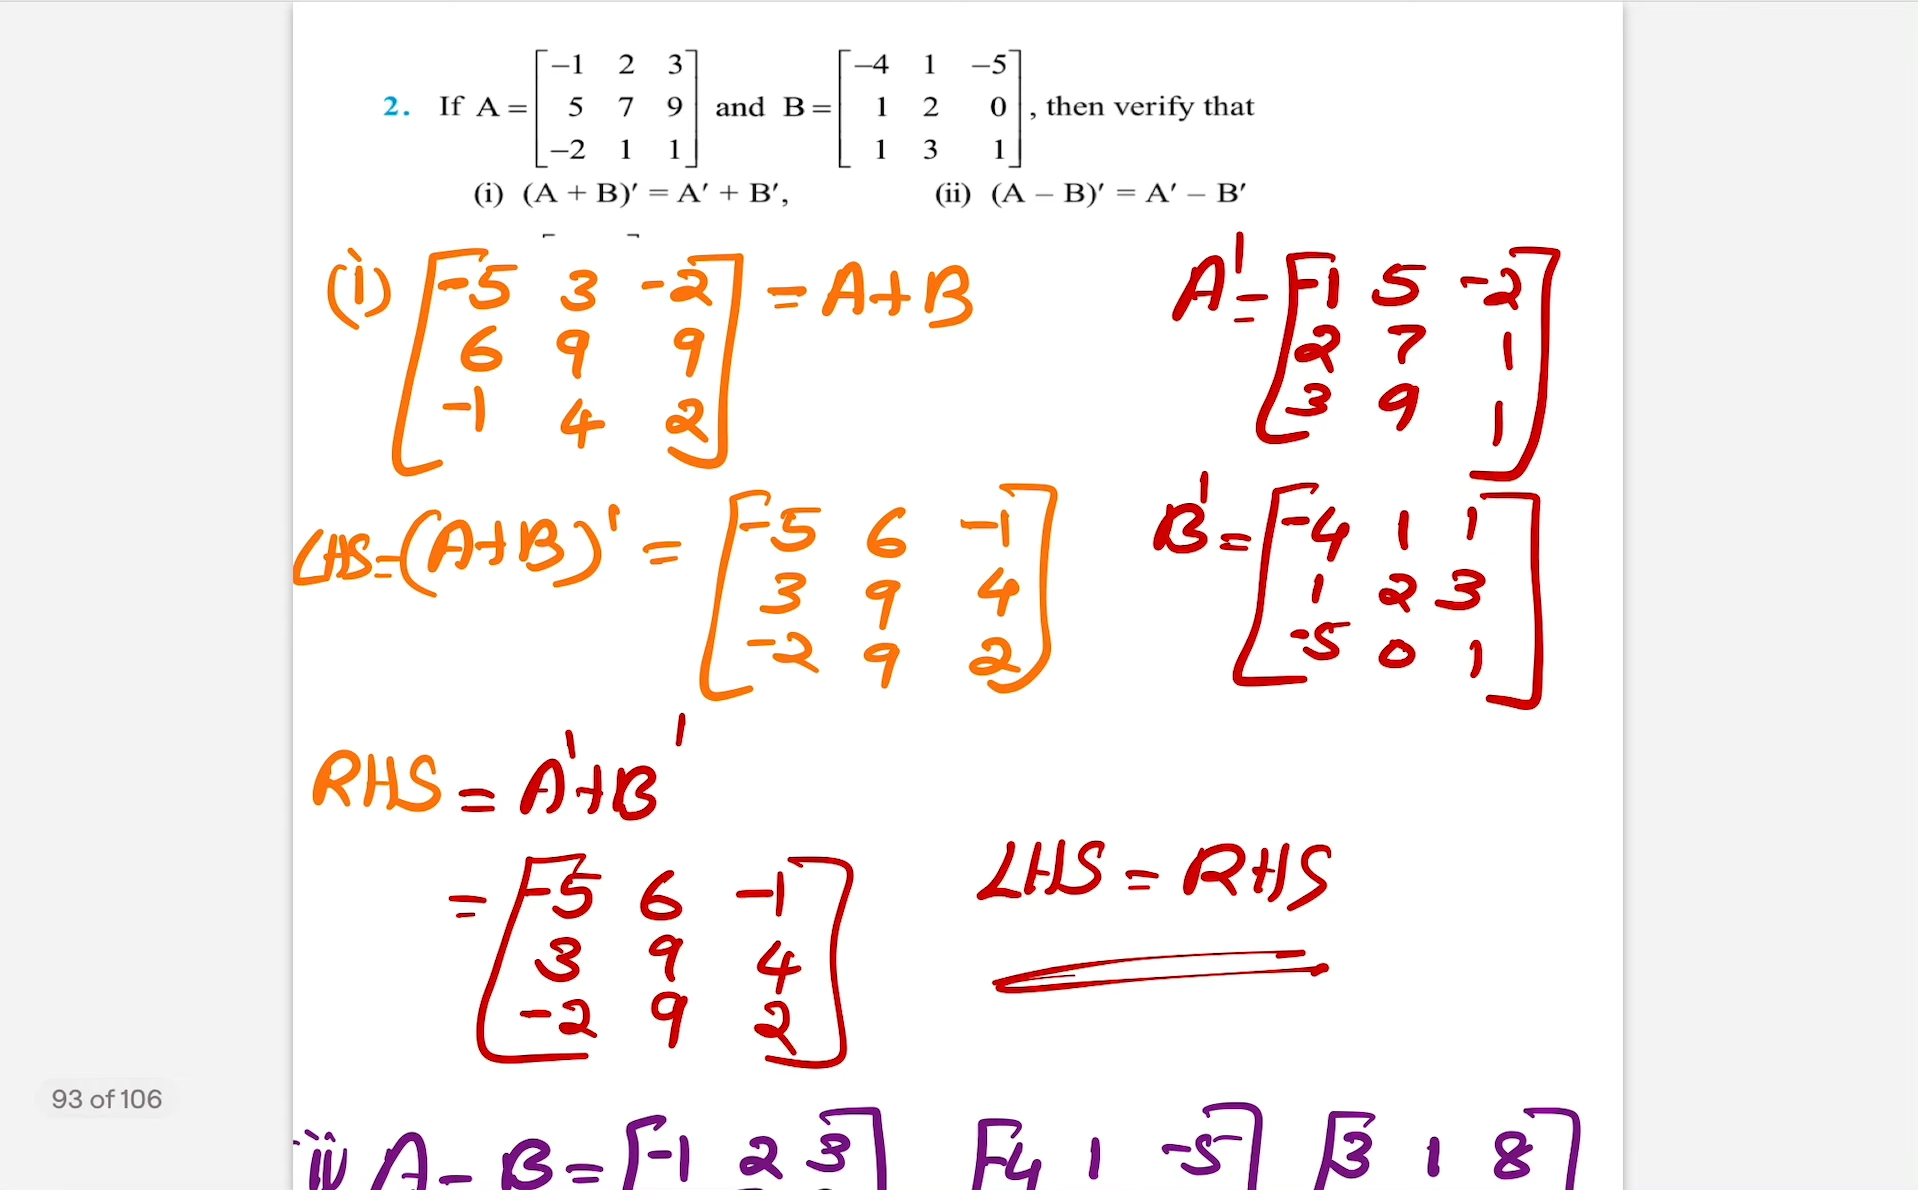 2. If A = [ −1 2 3 ; 5 7 9 ; −2 1 1 ] and B = [ −4 1 −5 ; 1 2 0 ; 1 3 1 ], then verify that
(i) (A + B)′ = A′ + B′, (ii) (A – B)′ = A′ – B′
(i) [ -5 3 -2
6 9 9
-1 4 2 ] = A+B
A' = [ -1 5 -2
2 7 1
3 9 1 ]
LHS = (A+B)' = [ -5 6 -1
3 9 4
-2 9 2 ]
B' = [ -4 1 1
1 2 3
-5 0 1 ]
RHS = A'+B'
= [ -5 6 -1
3 9 4
-2 9 2 ]
LHS = RHS
93 of 106
ii) A - B = [ -1 2 3 ] [ -4 1 -5 ] [ 3 1 8 ]